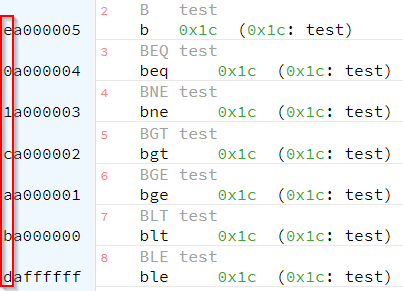 2 B test
ea000005 b 0x1c (0x1c: test)
3 BEQ test
0a000004 beq 0x1c (0x1c: test)
4 BNE test
1a000003 bne 0x1c (0x1c: test)
5 BGT test
ca000002 bgt 0x1c (0x1c: test)
6 BGE test
aa000001 bge 0x1c (0x1c: test)
7 BLT test
ba000000 blt 0x1c (0x1c: test)
8 BLE test
daffffff ble 0x1c (0x1c: test)